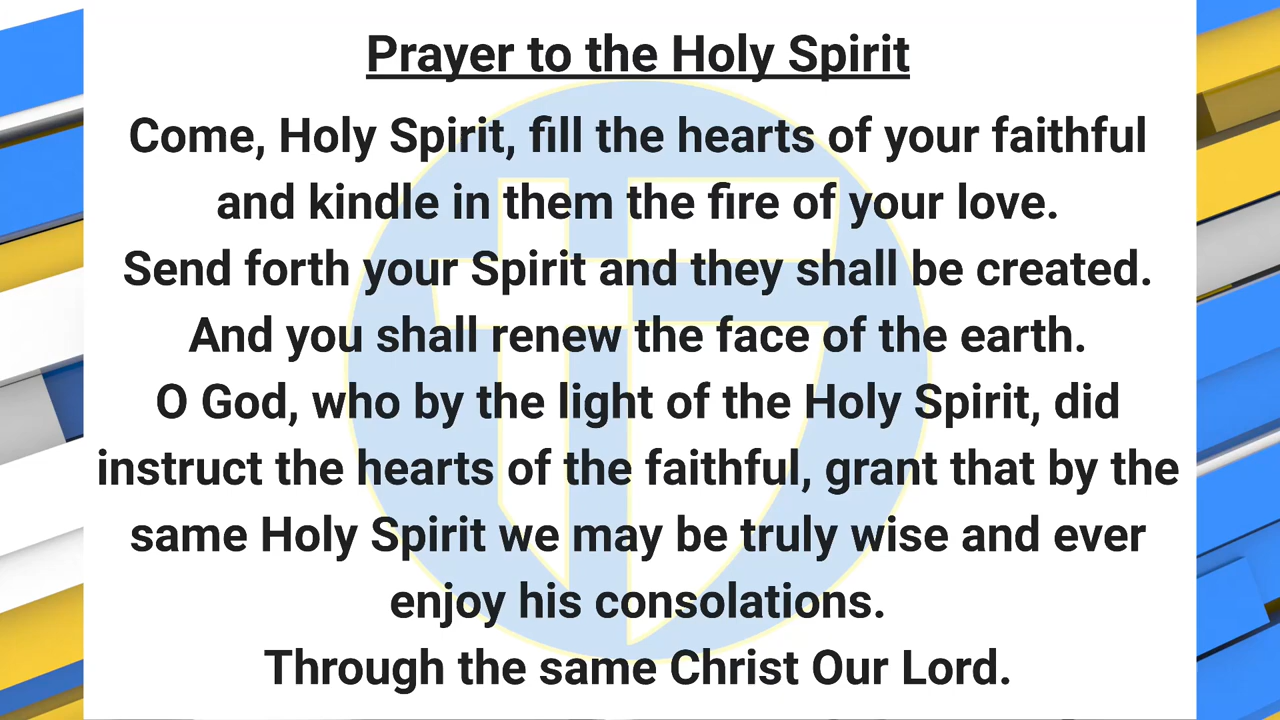 Prayer to the Holy Spirit
Come, Holy Spirit, fill the hearts of your faithful
and kindle in them the fire of your love.
Send forth your Spirit and they shall be created.
And you shall renew the face of the earth.
O God, who by the light of the Holy Spirit, did
instruct the hearts of the faithful, grant that by the
same Holy Spirit we may be truly wise and ever
enjoy his consolations.
Through the same Christ Our Lord.